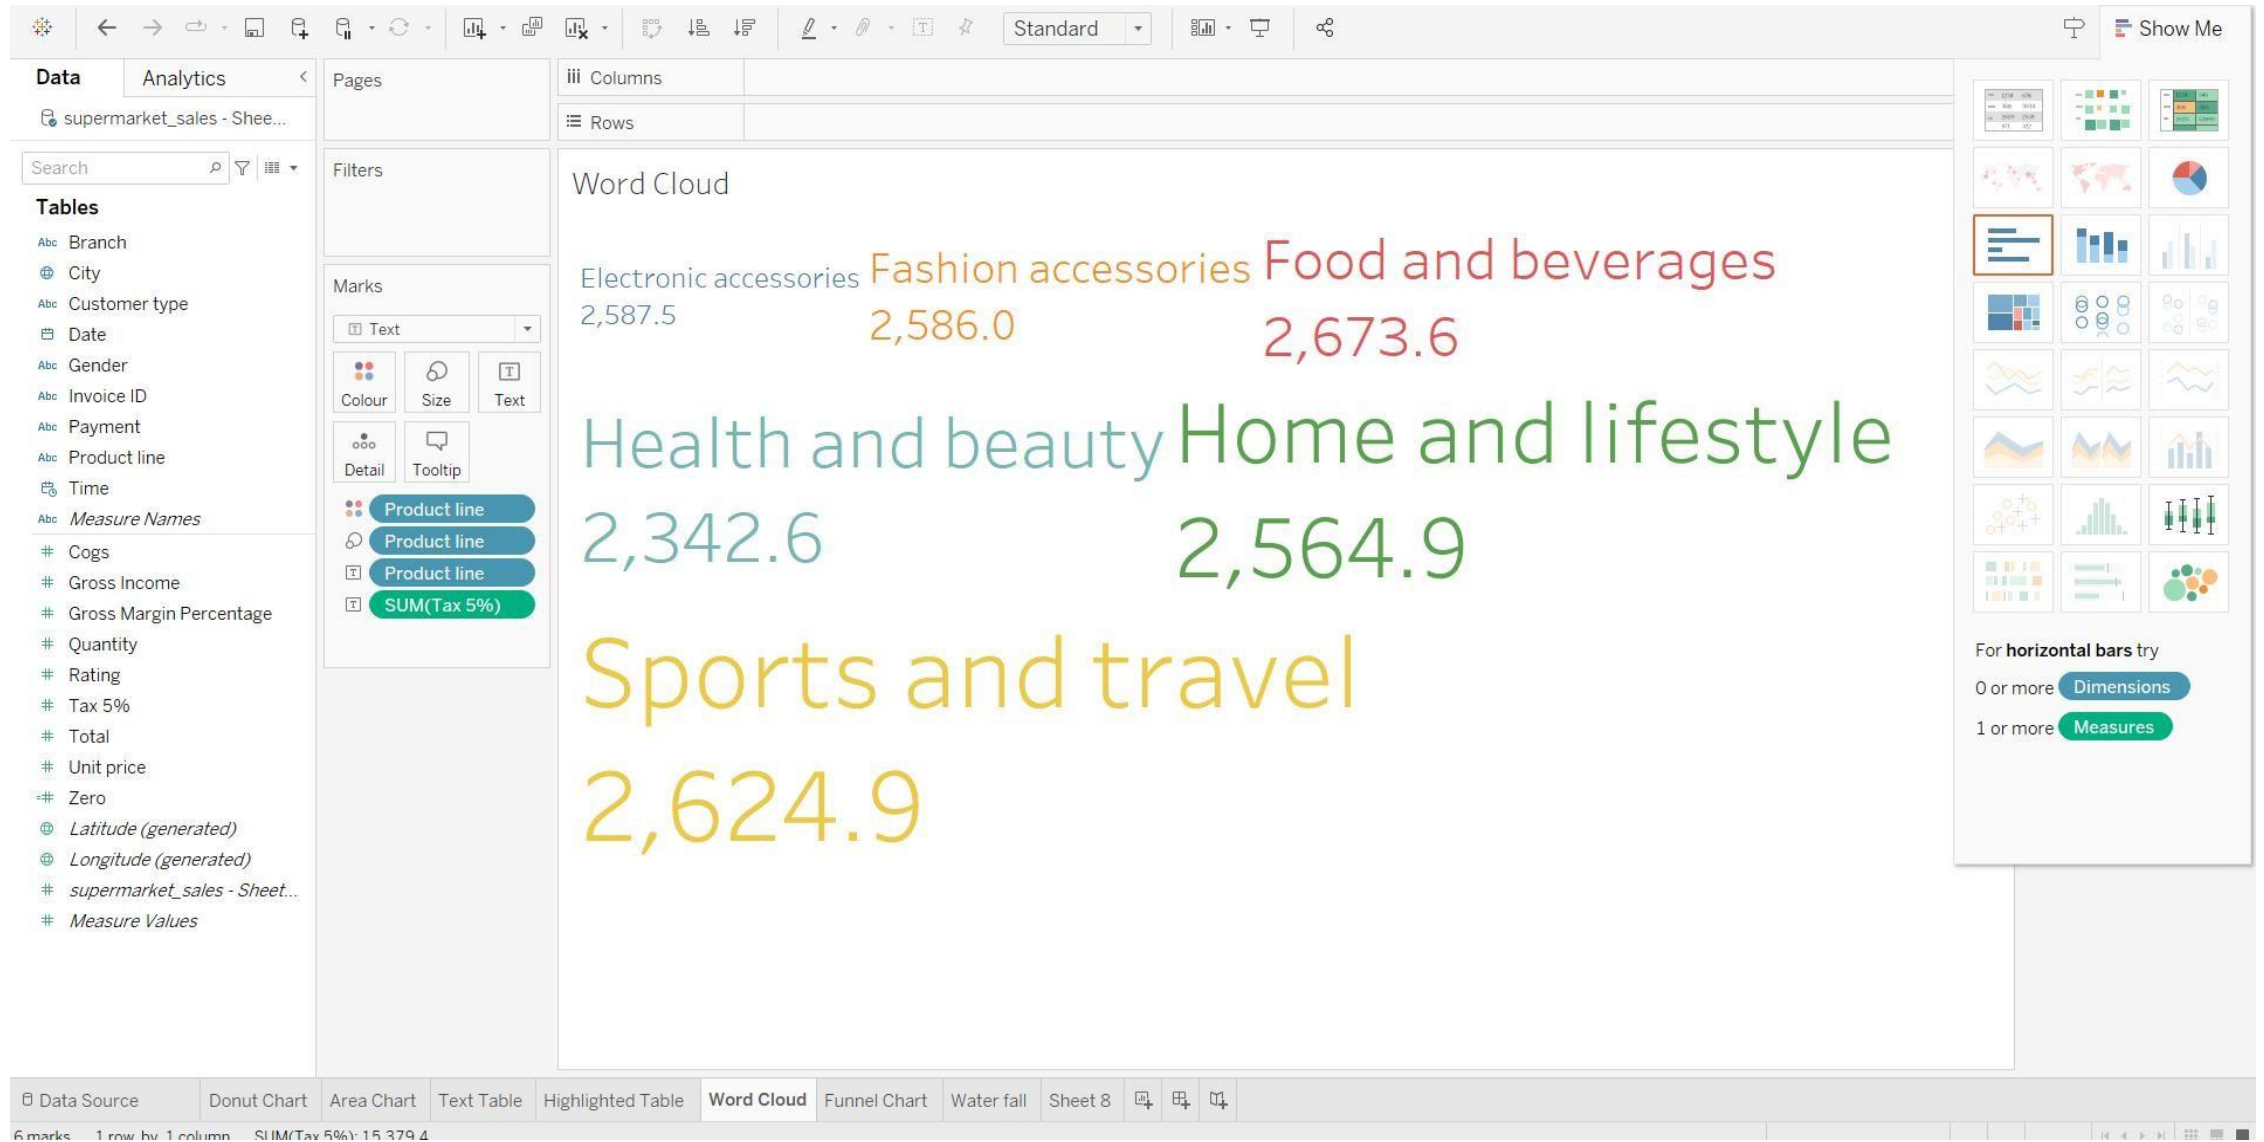 Standard
Show Me
Data
Analytics
supermarket_sales - Shee...
Search
Tables
Abc Branch
City
Abc Customer type
Date
Abc Gender
Abc Invoice ID
Abc Payment
Abc Product line
Time
Abc Measure Names
# Cogs
# Gross Income
# Gross Margin Percentage
# Quantity
# Rating
# Tax 5%
# Total
# Unit price
=# Zero
Latitude (generated)
Longitude (generated)
# supermarket_sales - Sheet...
# Measure Values
Pages
Filters
Marks
Text
Colour Size Text
Detail Tooltip
Product line
Product line
Product line
SUM(Tax 5%)
Columns
Rows
Word Cloud
Electronic accessories
2,587.5
Fashion accessories
2,586.0
Food and beverages
2,673.6
Health and beauty
2,342.6
Home and lifestyle
2,564.9
Sports and travel
2,624.9
For horizontal bars try
0 or more Dimensions
1 or more Measures
Data Source Donut Chart Area Chart Text Table Highlighted Table Word Cloud Funnel Chart Water fall Sheet 8
6 marks 1 row by 1 column SUM(Tax 5%): 15,379.4